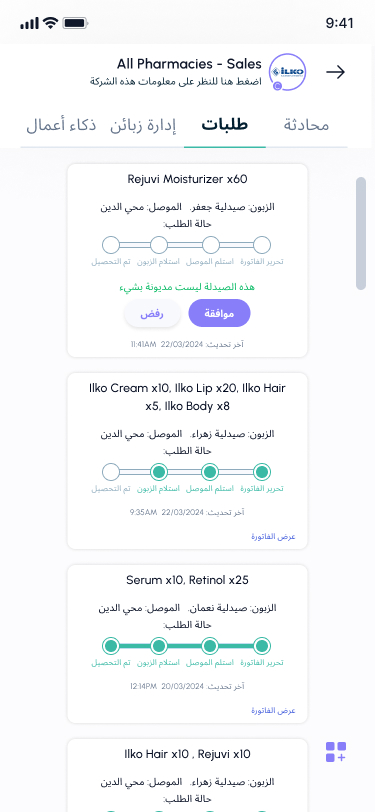 9:41
All Pharmacies - Sales
اضغط هنا للنظر على معلومات هذه الشركة
ILKO
محادثة
طلبات
إدارة زبائن
ذكاء أعمال
Rejuvi Moisturizer x60
الزبون: صيدلية جعفر. الموصل: محي الدين
حالة الطلب:
تحرير الفاتورة
استلم الموصل
استلام الزبون
تم التحصيل
هذه الصيدلة ليست مديونة بشيء
موافقة
رفض
آخر تحديث: 22/03/2024 11:41AM
Ilko Cream x10, Ilko Lip x20, Ilko Hair
x5, Ilko Body x8
الزبون: صيدلية زهراء. الموصل: محي الدين
حالة الطلب:
تحرير الفاتورة
استلم الموصل
استلام الزبون
تم التحصيل
آخر تحديث: 22/03/2024 9:35AM
عرض الفاتورة
Serum x10, Retinol x25
الزبون: صيدلية نعمان. الموصل: محي الدين
حالة الطلب:
تحرير الفاتورة
استلم الموصل
استلام الزبون
تم التحصيل
آخر تحديث: 20/03/2024 12:14PM
عرض الفاتورة
Ilko Hair x10 , Rejuvi x10
الزبون: صيدلية زهراء. الموصل: محي الدين
حالة الطلب: